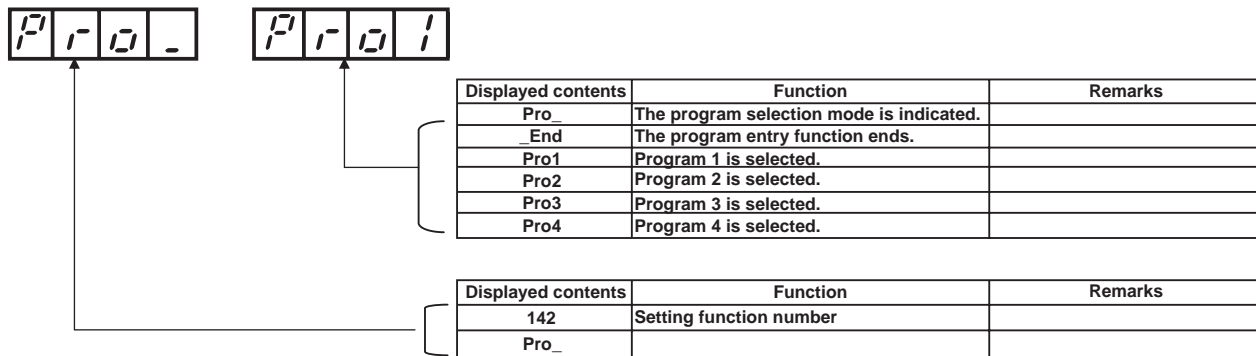 Pro_ Pro1
Displayed contents Function Remarks
Pro_ The program selection mode is indicated.
_End The program entry function ends.
Pro1 Program 1 is selected.
Pro2 Program 2 is selected.
Pro3 Program 3 is selected.
Pro4 Program 4 is selected.
Displayed contents Function Remarks
142 Setting function number
Pro_